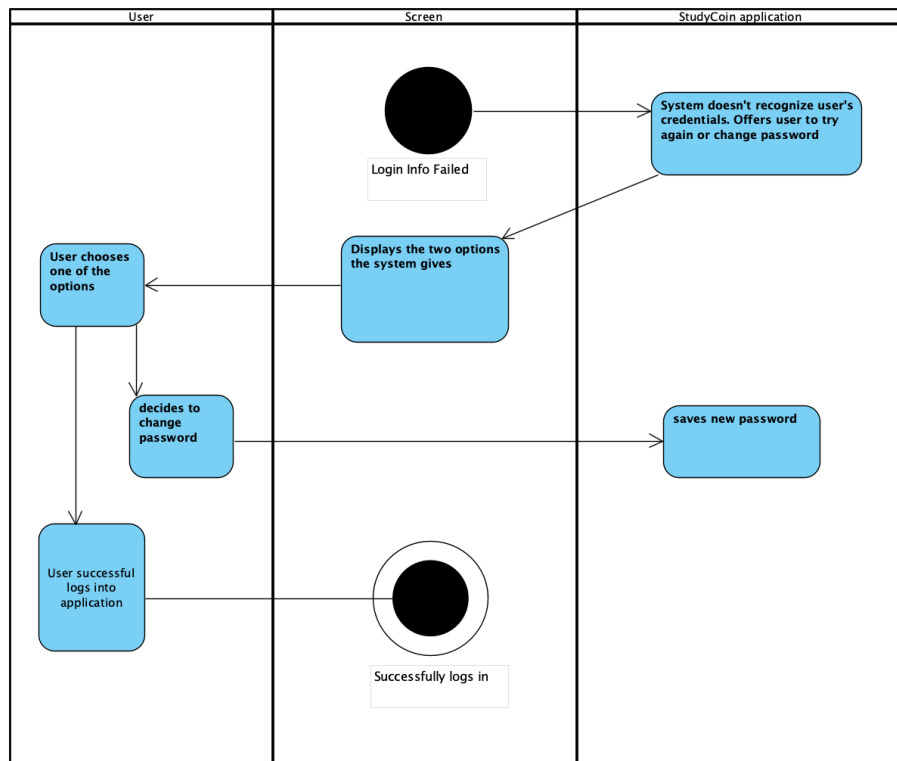 User
Screen
StudyCoin application
System doesn't recognize user's
credentials. Offers user to try
again or change password
Login Info Failed
Displays the two options
the system gives
User chooses
one of the
options
decides to
change
password
saves new password
User successful
logs into
application
Successfully logs in